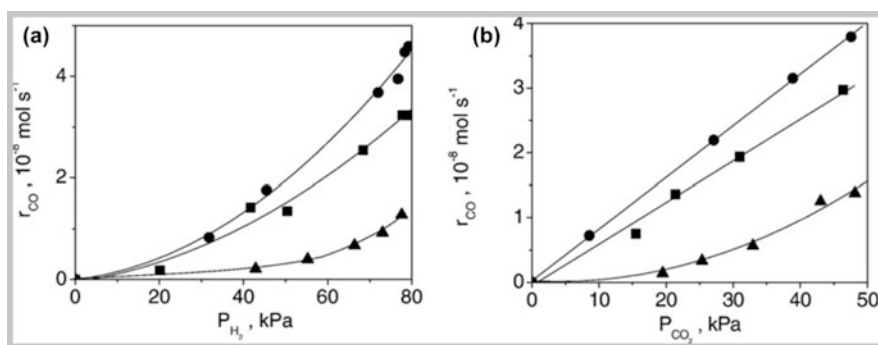 (a)
r_CO , 10⁻⁸ mol s⁻¹
4
2
0
0 20 40 60 80
P_H₂ , kPa
(b)
r_CO , 10⁻⁸ mol s⁻¹
4
3
2
1
0
0 10 20 30 40 50
P_CO₂ , kPa